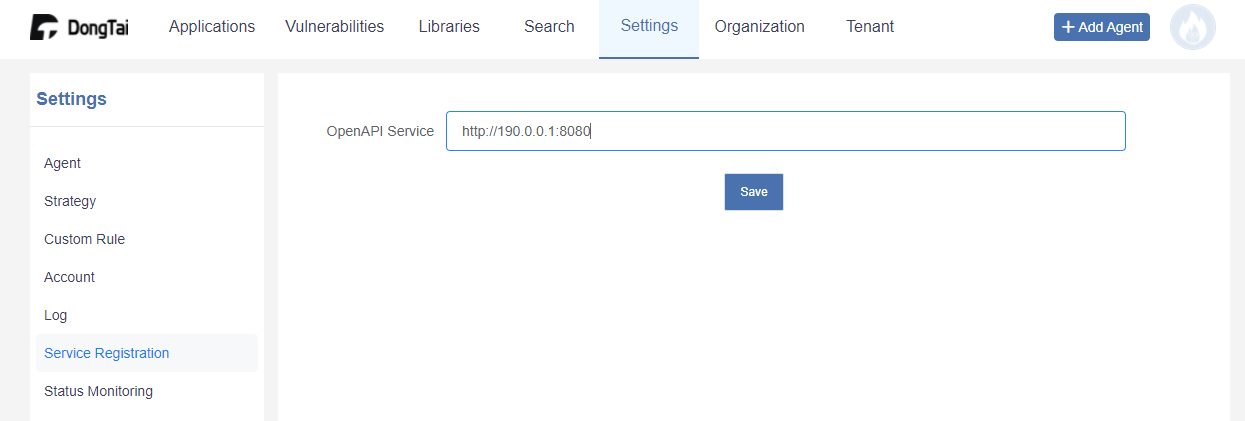 DongTai Applications Vulnerabilities Libraries Search Settings Organization Tenant + Add Agent
Settings
Agent
Strategy
Custom Rule
Account
Log
Service Registration
Status Monitoring
OpenAPI Service http://190.0.0.1:8080
Save